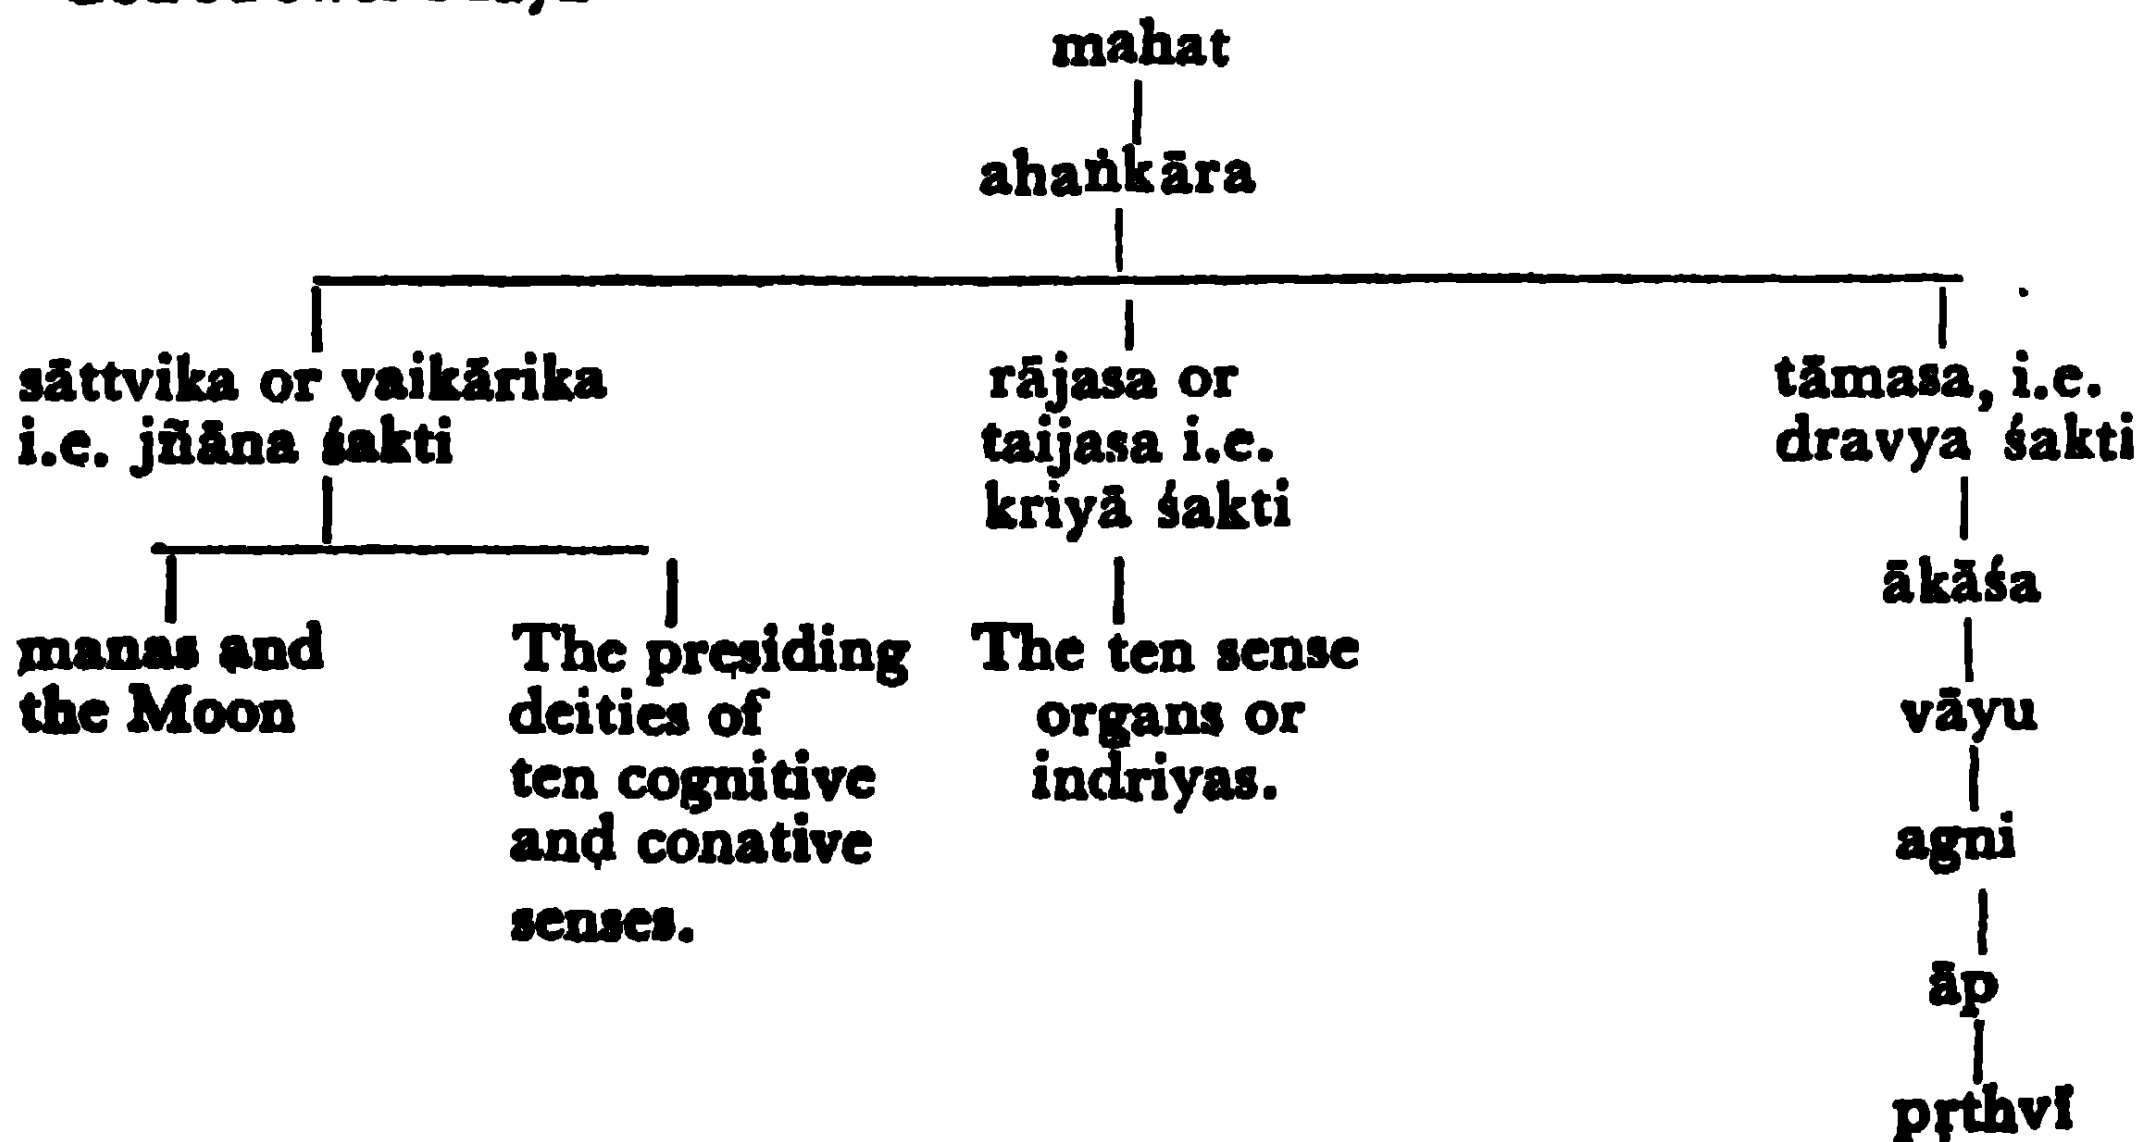 mahat
ahaṅkāra
sāttvika or vaikārika
i.e. jñāna śakti
rājasa or
taijasa i.e.
kriyā śakti
tāmasa, i.e.
dravya śakti
manas and
the Moon
The presiding
deities of
ten cognitive
and conative
senses.
The ten sense
organs or
indriyas.
ākāśa
vāyu
agni
āp
pṛthvī